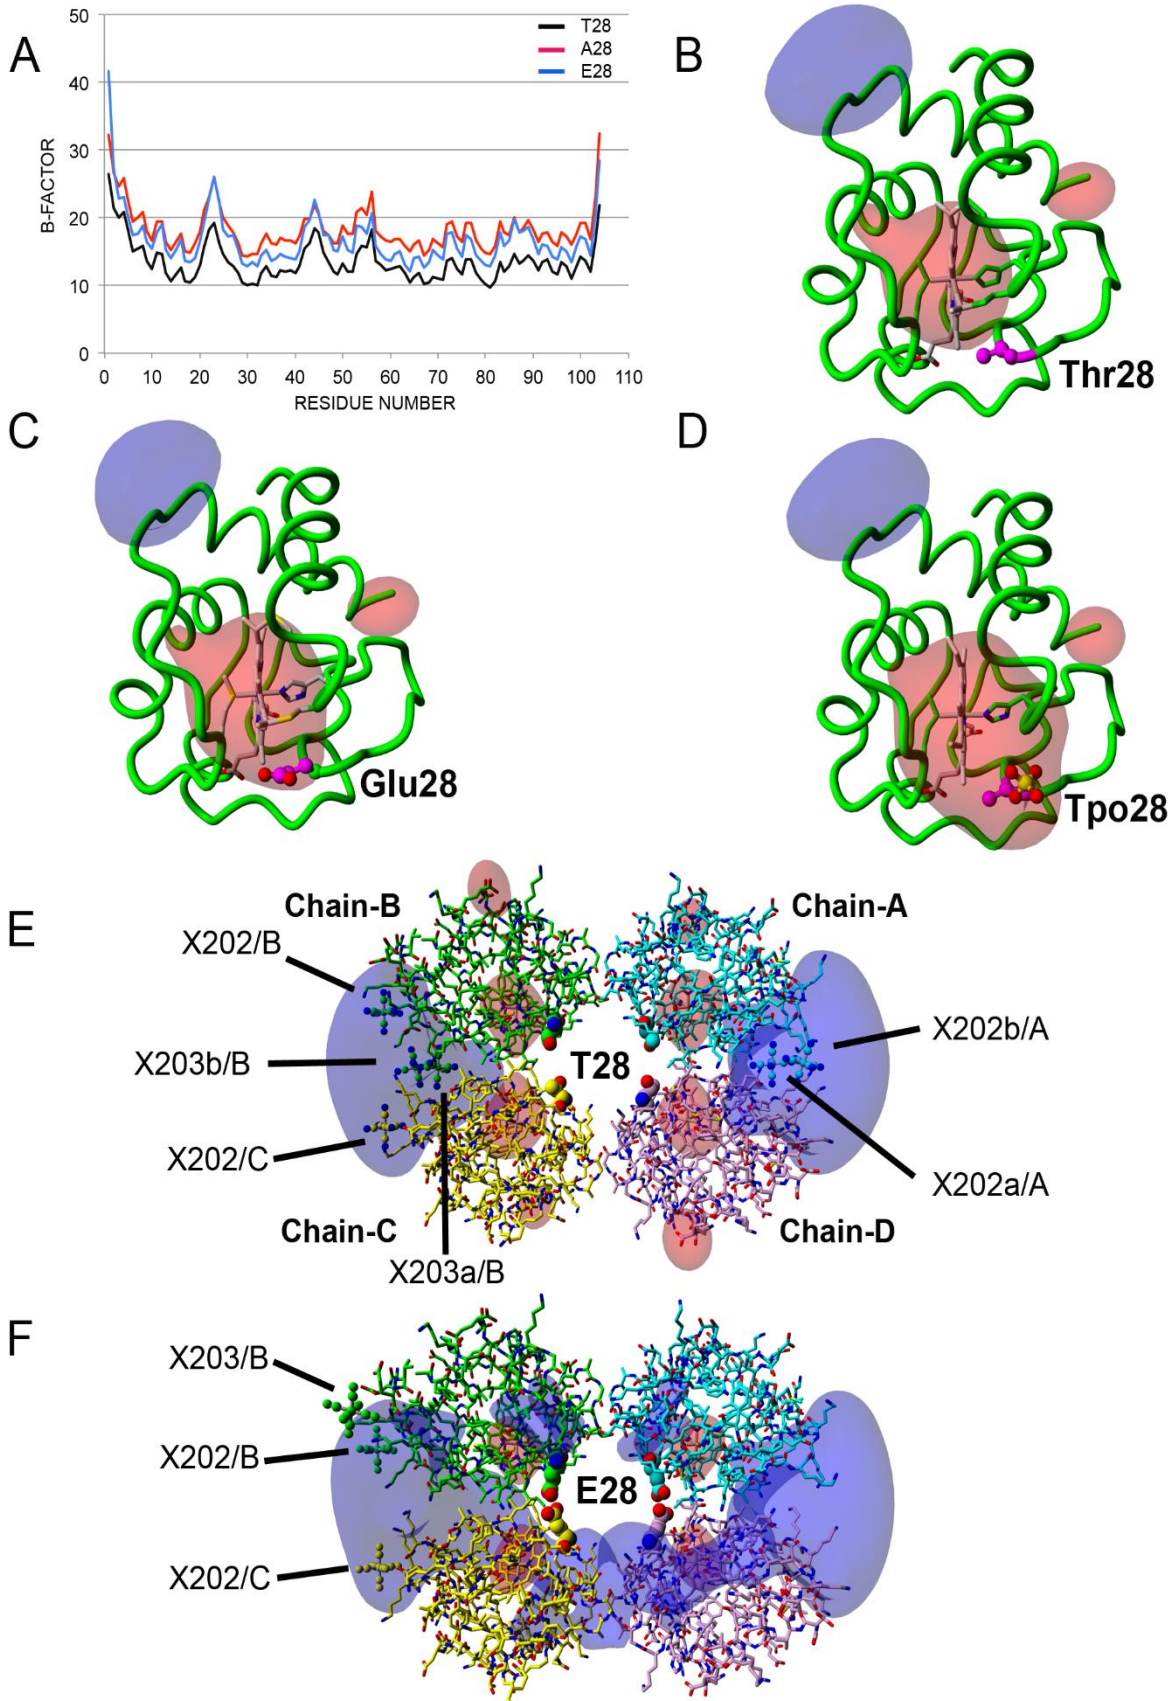 A
50
40
30
20
10
0
B-FACTOR
T28
A28
E28
0 10 20 30 40 50 60 70 80 90 100 110
RESIDUE NUMBER
B
Thr28
C
Glu28
D
Tpo28
E
Chain-B
Chain-A
X202/B
X202b/A
X203b/B
T28
X202/C
X202a/A
Chain-C
Chain-D
X203a/B
F
X203/B
X202/B
E28
X202/C